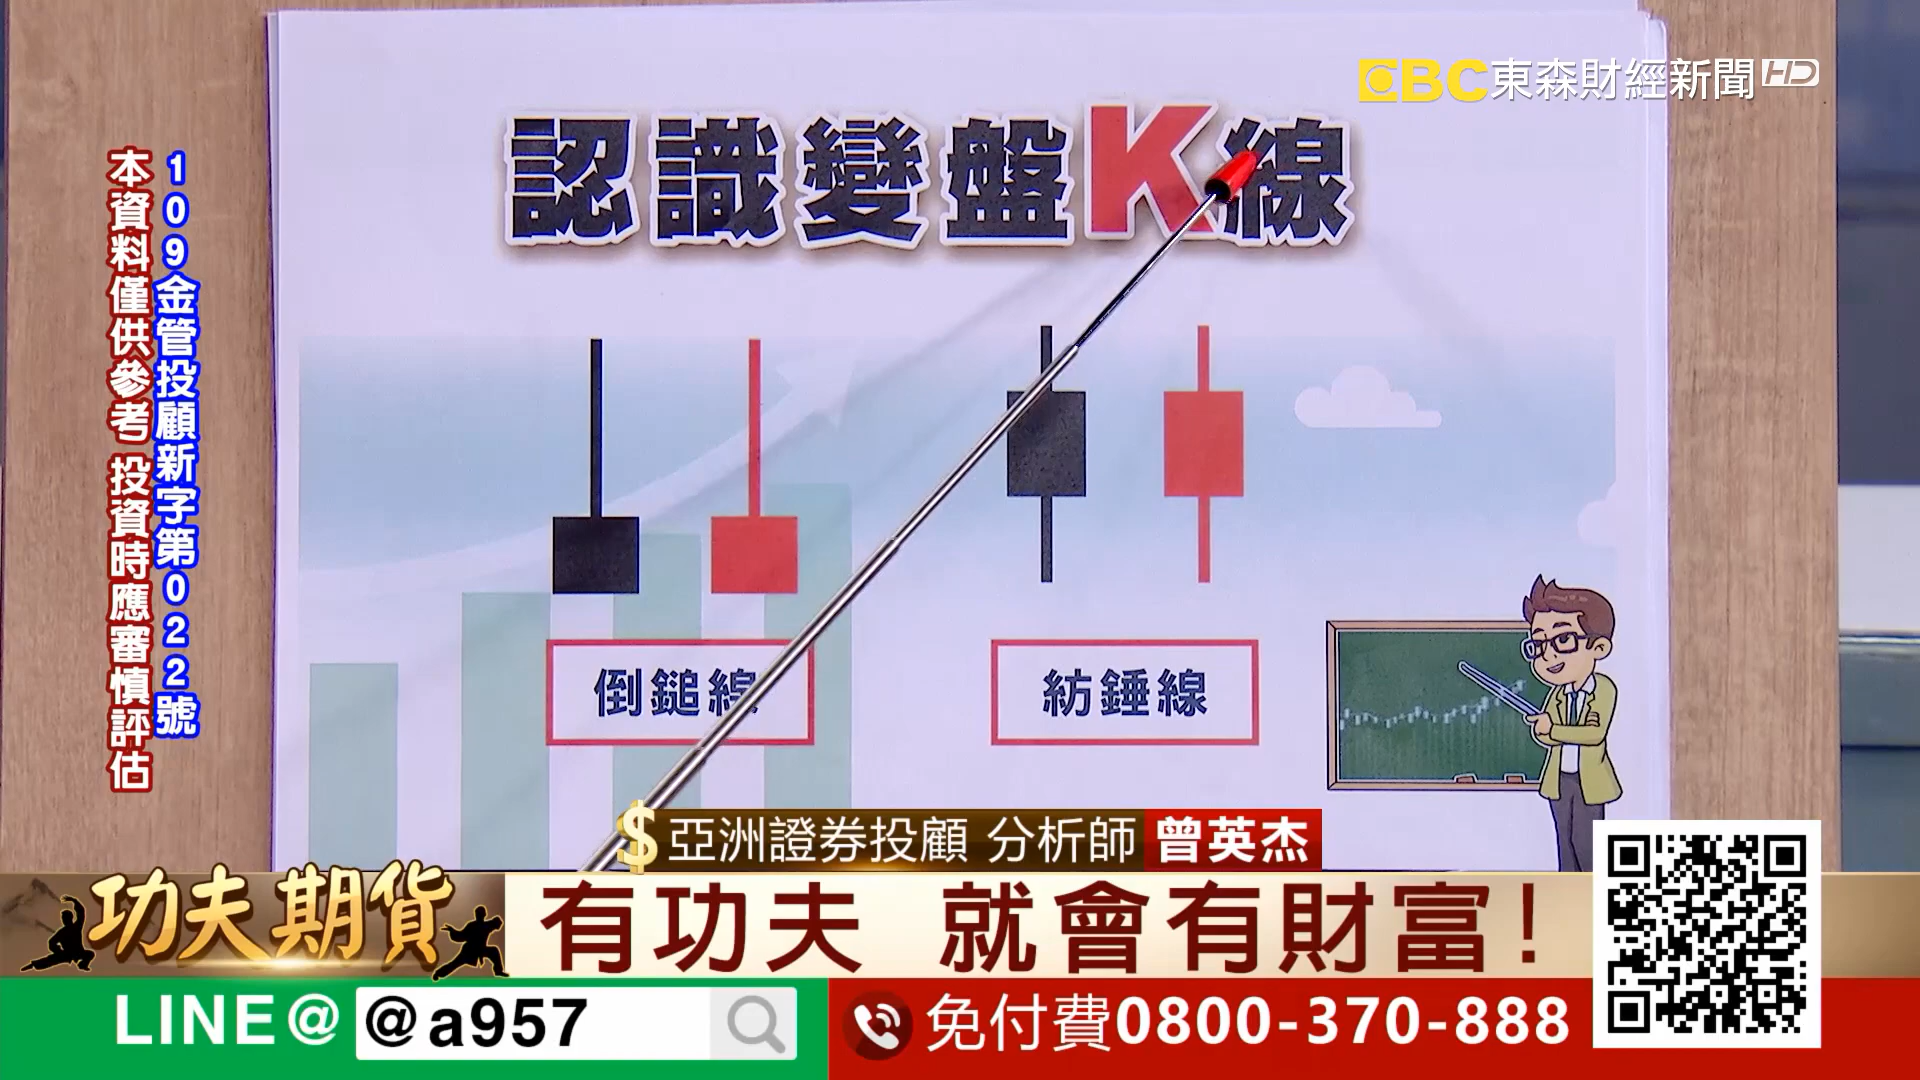 EBC東森財經新聞HD
認識變盤K線
109金管投顧新字第022號
本資料僅供參考 投資時應審慎評估
倒鎚線
紡錘線
$亞洲證券投顧 分析師 曾英杰
功夫期貨
有功夫 就會有財富!
LINE@ @a957
免付費0800-370-888